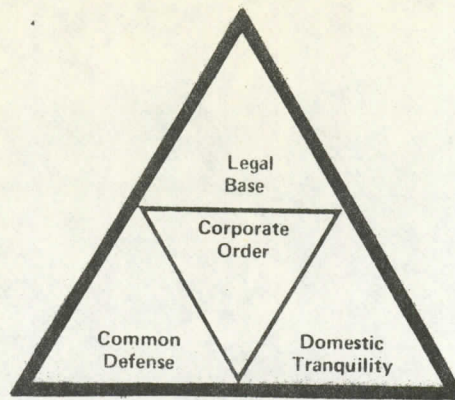 Legal
Base
Corporate
Order
Common
Defense
Domestic
Tranquility